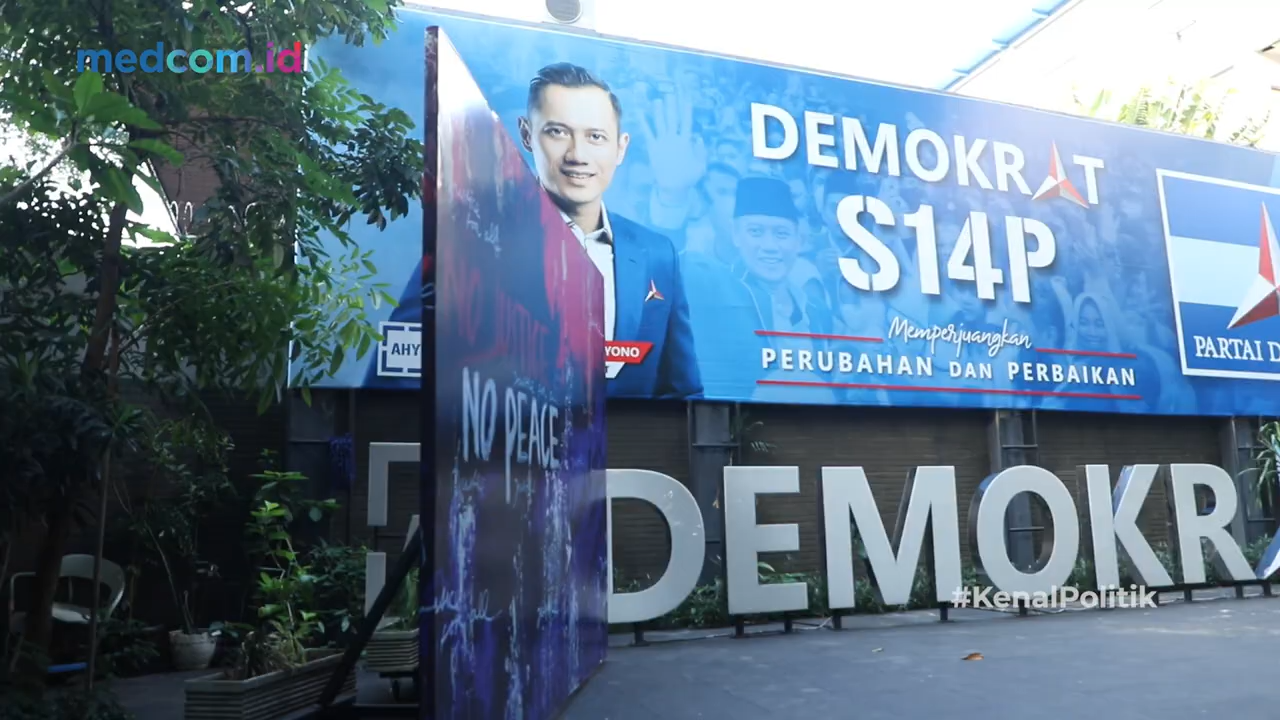 medcom.id
DEMOKRAT
S14P
Memperjuangkan
PERUBAHAN DAN PERBAIKAN
AHY
YONO
PARTAI D
NO PEACE
DEMOKR
#KenalPolitik